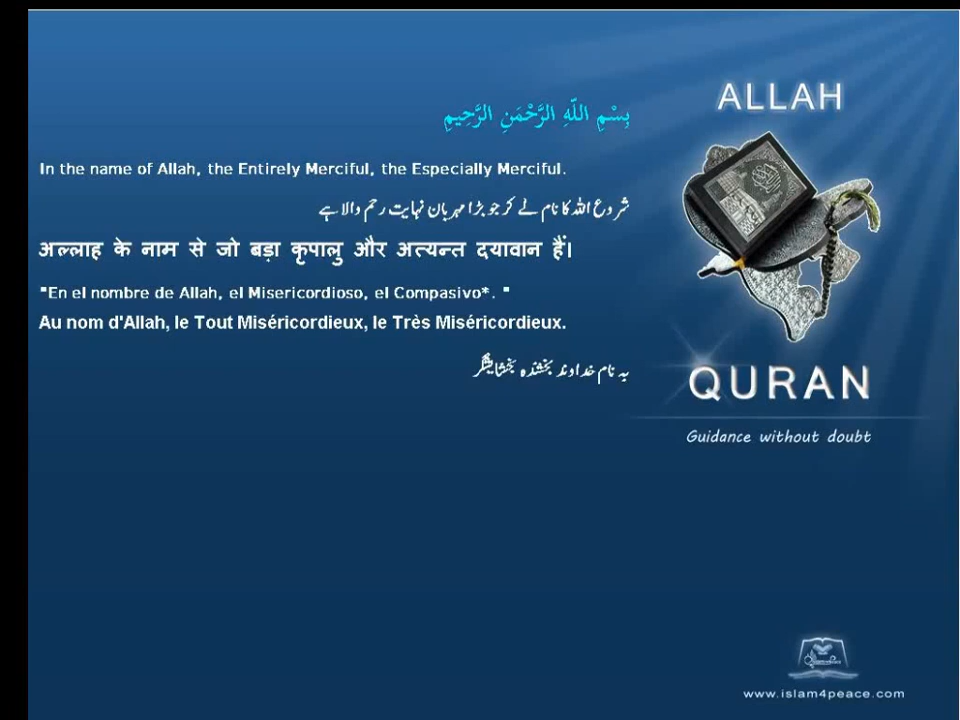 بِسْمِ اللَّهِ الرَّحْمَنِ الرَّحِيمِ
In the name of Allah, the Entirely Merciful, the Especially Merciful.
شروع اللہ کا نام لے کر جو بڑا مہربان نہایت رحم والا ہے
अल्लाह के नाम से जो बड़ा कृपालु और अत्यन्त दयावान हैं।
"En el nombre de Allah, el Misericordioso, el Compasivo*. "
Au nom d'Allah, le Tout Miséricordieux, le Très Miséricordieux.
به نام خداوند بخشنده بخشایشگر
ALLAH
QURAN
Guidance without doubt
www.islam4peace.com